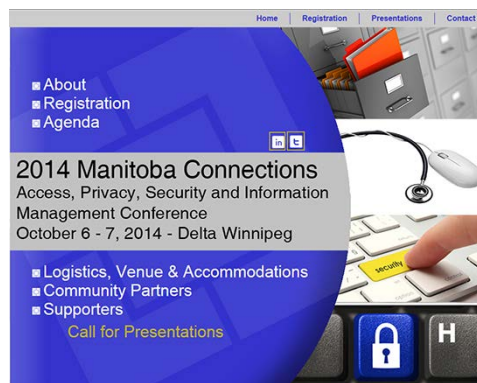 Home Registration Presentations Contact
About
Registration
Agenda
in t
2014 Manitoba Connections
Access, Privacy, Security and Information
Management Conference
October 6 - 7, 2014 - Delta Winnipeg
security
Logistics, Venue & Accommodations
Community Partners
Supporters
Call for Presentations
H